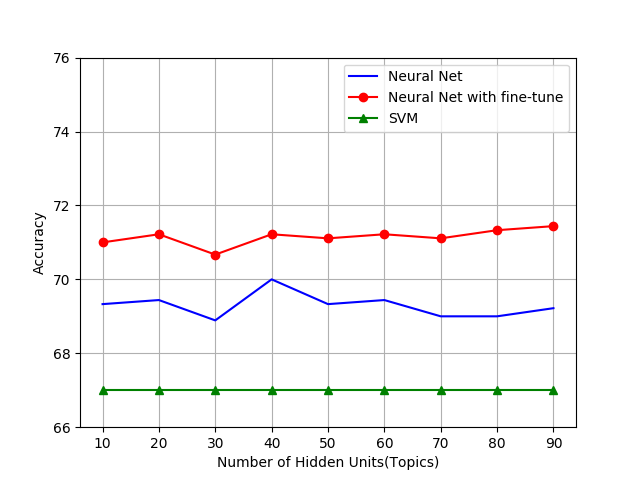 76
74
72
70
68
66
Accuracy
Neural Net
Neural Net with fine-tune
SVM
10 20 30 40 50 60 70 80 90
Number of Hidden Units(Topics)